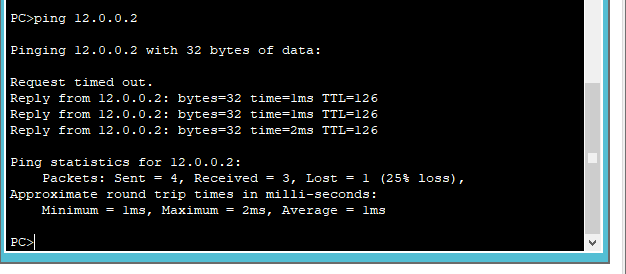 PC>ping 12.0.0.2
Pinging 12.0.0.2 with 32 bytes of data:
Request timed out.
Reply from 12.0.0.2: bytes=32 time=1ms TTL=126
Reply from 12.0.0.2: bytes=32 time=1ms TTL=126
Reply from 12.0.0.2: bytes=32 time=2ms TTL=126
Ping statistics for 12.0.0.2:
    Packets: Sent = 4, Received = 3, Lost = 1 (25% loss),
Approximate round trip times in milli-seconds:
    Minimum = 1ms, Maximum = 2ms, Average = 1ms
PC>